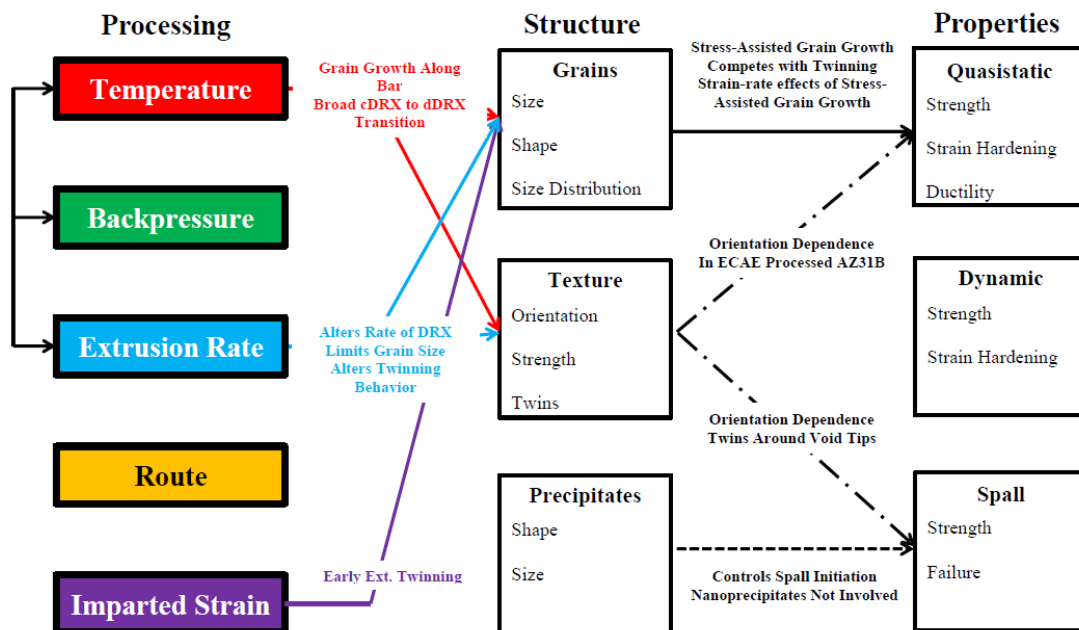 Processing
Structure
Properties
Temperature
Backpressure
Extrusion Rate
Route
Imparted Strain
Grain Growth Along
Bar
Broad cDRX to dDRX
Transition
Alters Rate of DRX
Limits Grain Size
Alters Twinning
Behavior
Early Ext. Twinning
Grains
Size
Shape
Size Distribution
Texture
Orientation
Strength
Twins
Precipitates
Shape
Size
Stress-Assisted Grain Growth
Competes with Twinning
Strain-rate effects of Stress-
Assisted Grain Growth
Orientation Dependence
In ECAE Processed AZ31B
Orientation Dependence
Twins Around Void Tips
Controls Spall Initiation
Nanoprecipitates Not Involved
Quasistatic
Strength
Strain Hardening
Ductility
Dynamic
Strength
Strain Hardening
Spall
Strength
Failure